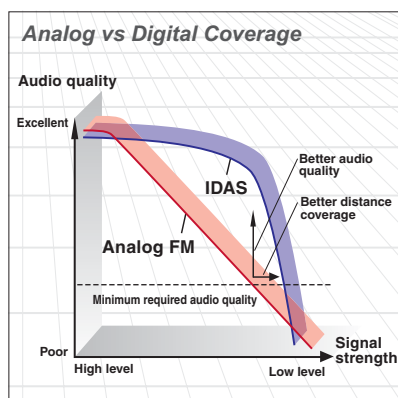 Analog vs Digital Coverage
Audio quality
Excellent
Better audio
quality
IDAS
Better distance
coverage
Analog FM
Minimum required audio quality
Poor
High level
Low level
Signal
strength